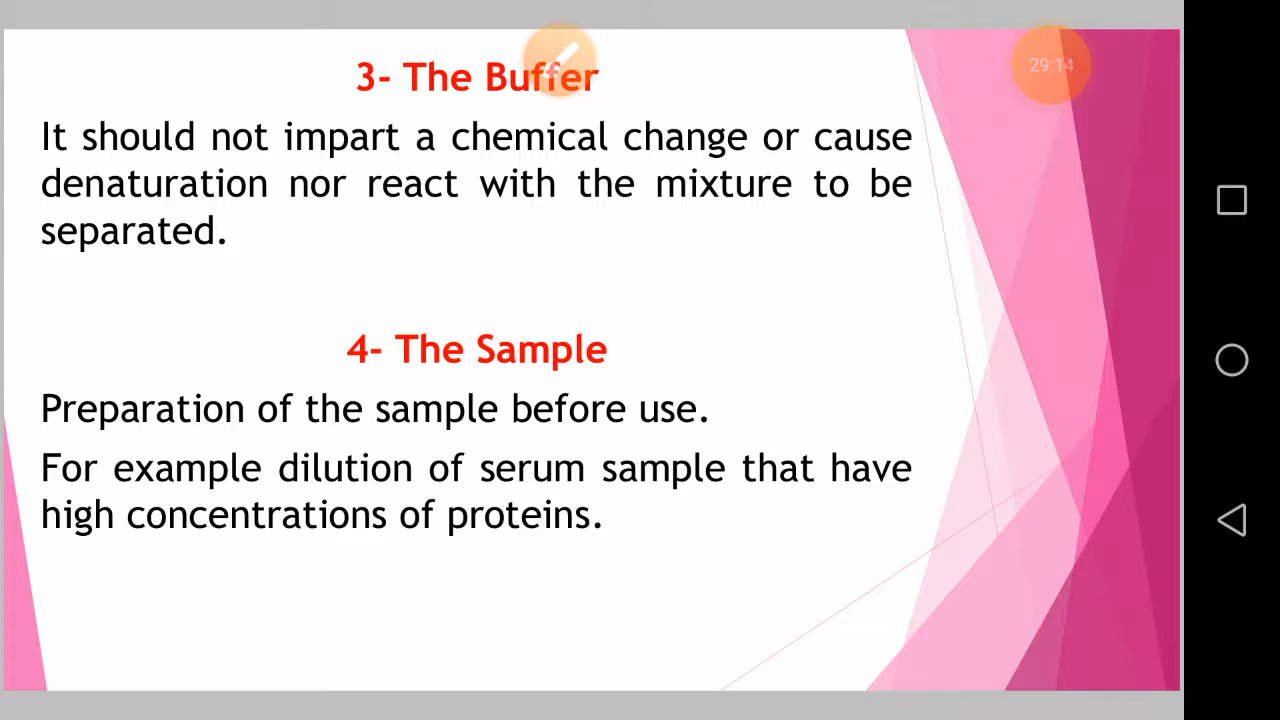 3- The Buffer
29:14
It should not impart a chemical change or cause
denaturation nor react with the mixture to be
separated.
4- The Sample
Preparation of the sample before use.
For example dilution of serum sample that have
high concentrations of proteins.